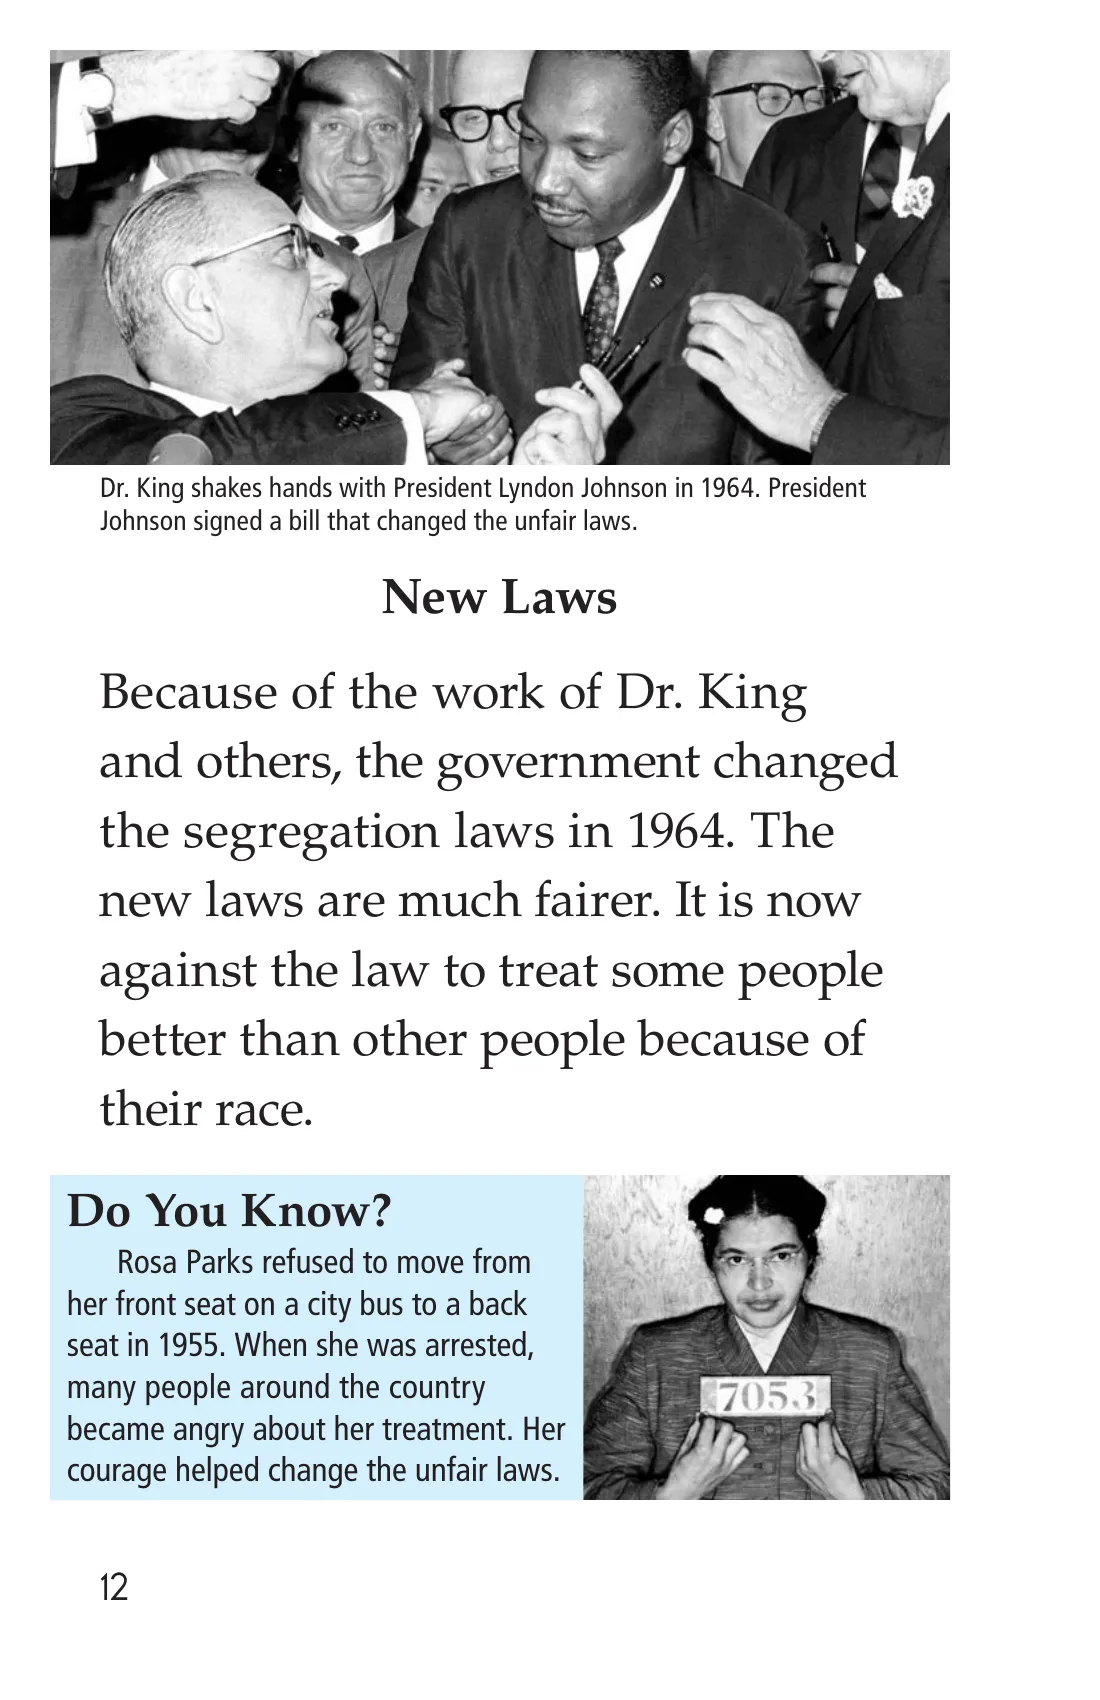 Dr. King shakes hands with President Lyndon Johnson in 1964. President
Johnson signed a bill that changed the unfair laws.
New Laws
Because of the work of Dr. King
and others, the government changed
the segregation laws in 1964. The
new laws are much fairer. It is now
against the law to treat some people
better than other people because of
their race.
Do You Know?
Rosa Parks refused to move from
her front seat on a city bus to a back
seat in 1955. When she was arrested,
many people around the country
became angry about her treatment. Her
courage helped change the unfair laws.
7053
12